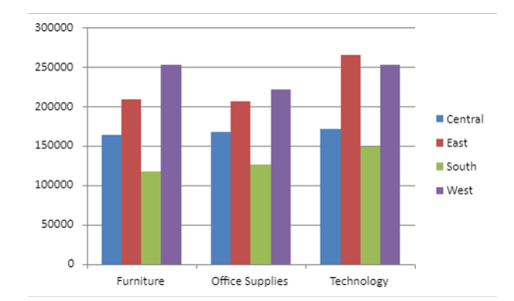 300000
250000
200000
150000
100000
50000
0
Furniture
Office Supplies
Technology
Central
East
South
West